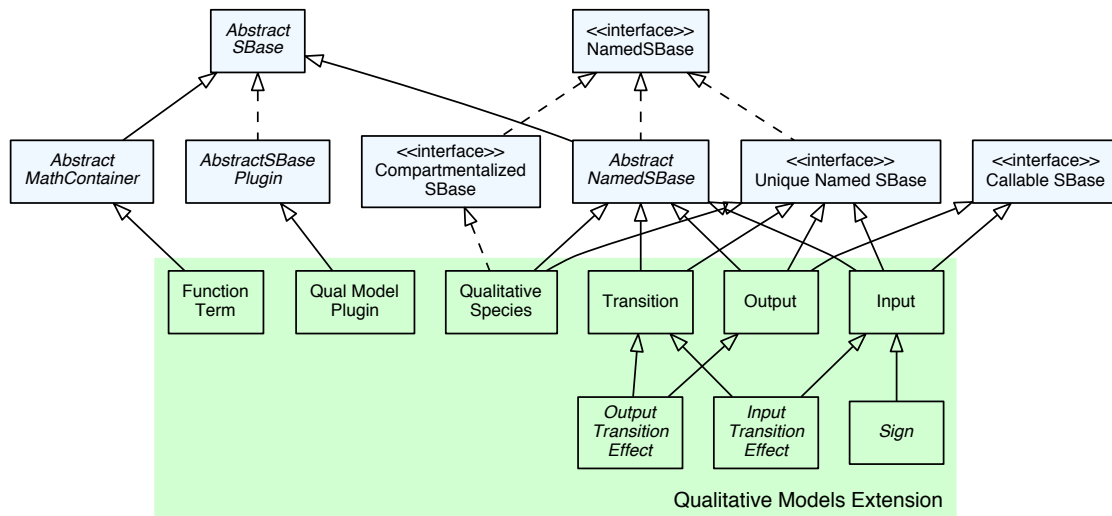 Abstract
SBase
<<interface>>
NamedSBase
Abstract
MathContainer
AbstractSBase
Plugin
<<interface>>
Compartmentalized
SBase
Abstract
NamedSBase
<<interface>>
Unique Named SBase
<<interface>>
Callable SBase
Function
Term
Qual Model
Plugin
Qualitative
Species
Transition
Output
Input
Output
Transition
Effect
Input
Transition
Effect
Sign
Qualitative Models Extension